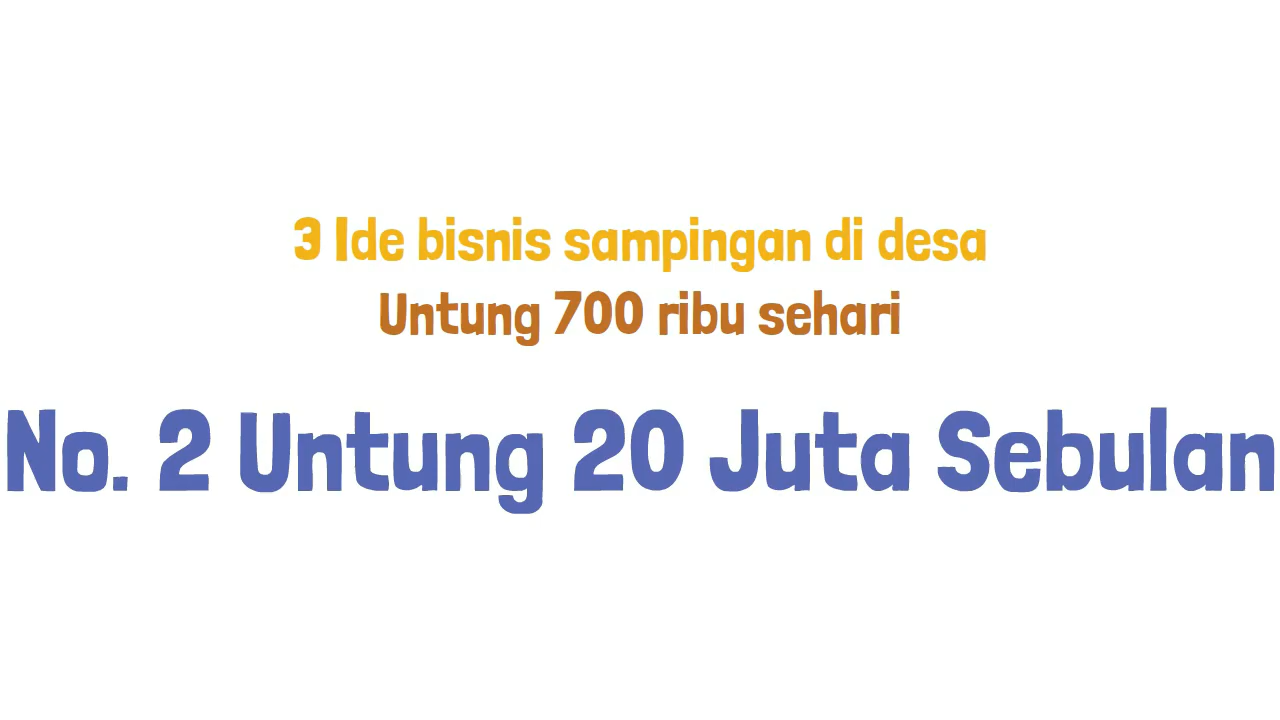 3 Ide bisnis sampingan di desa
Untung 700 ribu sehari
No. 2 Untung 20 Juta Sebulan